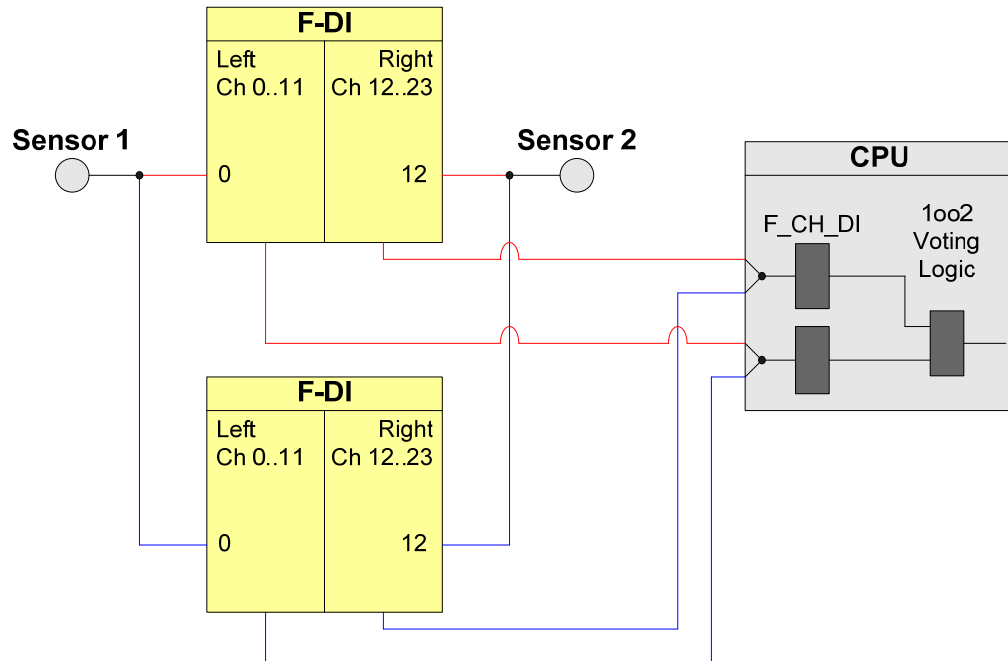 F-DI
Left Right
Ch 0..11 Ch 12..23
Sensor 1
Sensor 2
0 12
CPU
F_CH_DI
1oo2
Voting
Logic
F-DI
Left Right
Ch 0..11 Ch 12..23
0 12